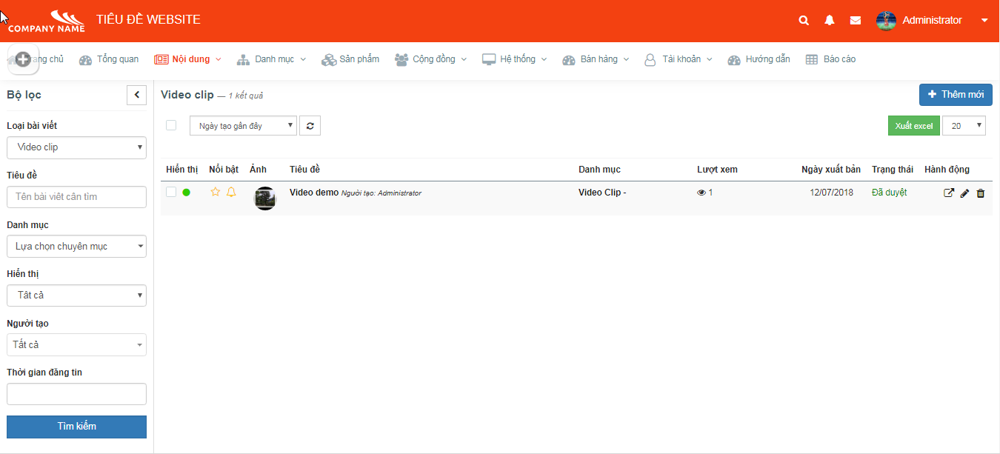 COMPANY NAME
TIÊU ĐỀ WEBSITE
Administrator
Trang chủ Tổng quan Nội dung Danh mục Sản phẩm Cộng đồng Hệ thống Bán hàng Tài khoản Hướng dẫn Báo cáo
Bộ lọc
Video clip — 1 kết quả
Thêm mới
Loại bài viết
Video clip
Ngày tạo gần đây
Xuất excel
20
Tiêu đề
Tên bài viết cần tìm
Danh mục
Lựa chọn chuyên mục
Hiển thị
Tất cả
Người tạo
Tất cả
Thời gian đăng tin
Tìm kiếm
Hiển thị Nổi bật Ảnh Tiêu đề Danh mục Lượt xem Ngày xuất bản Trạng thái Hành động
Video demo Người tạo: Administrator Video Clip - 1 12/07/2018 Đã duyệt